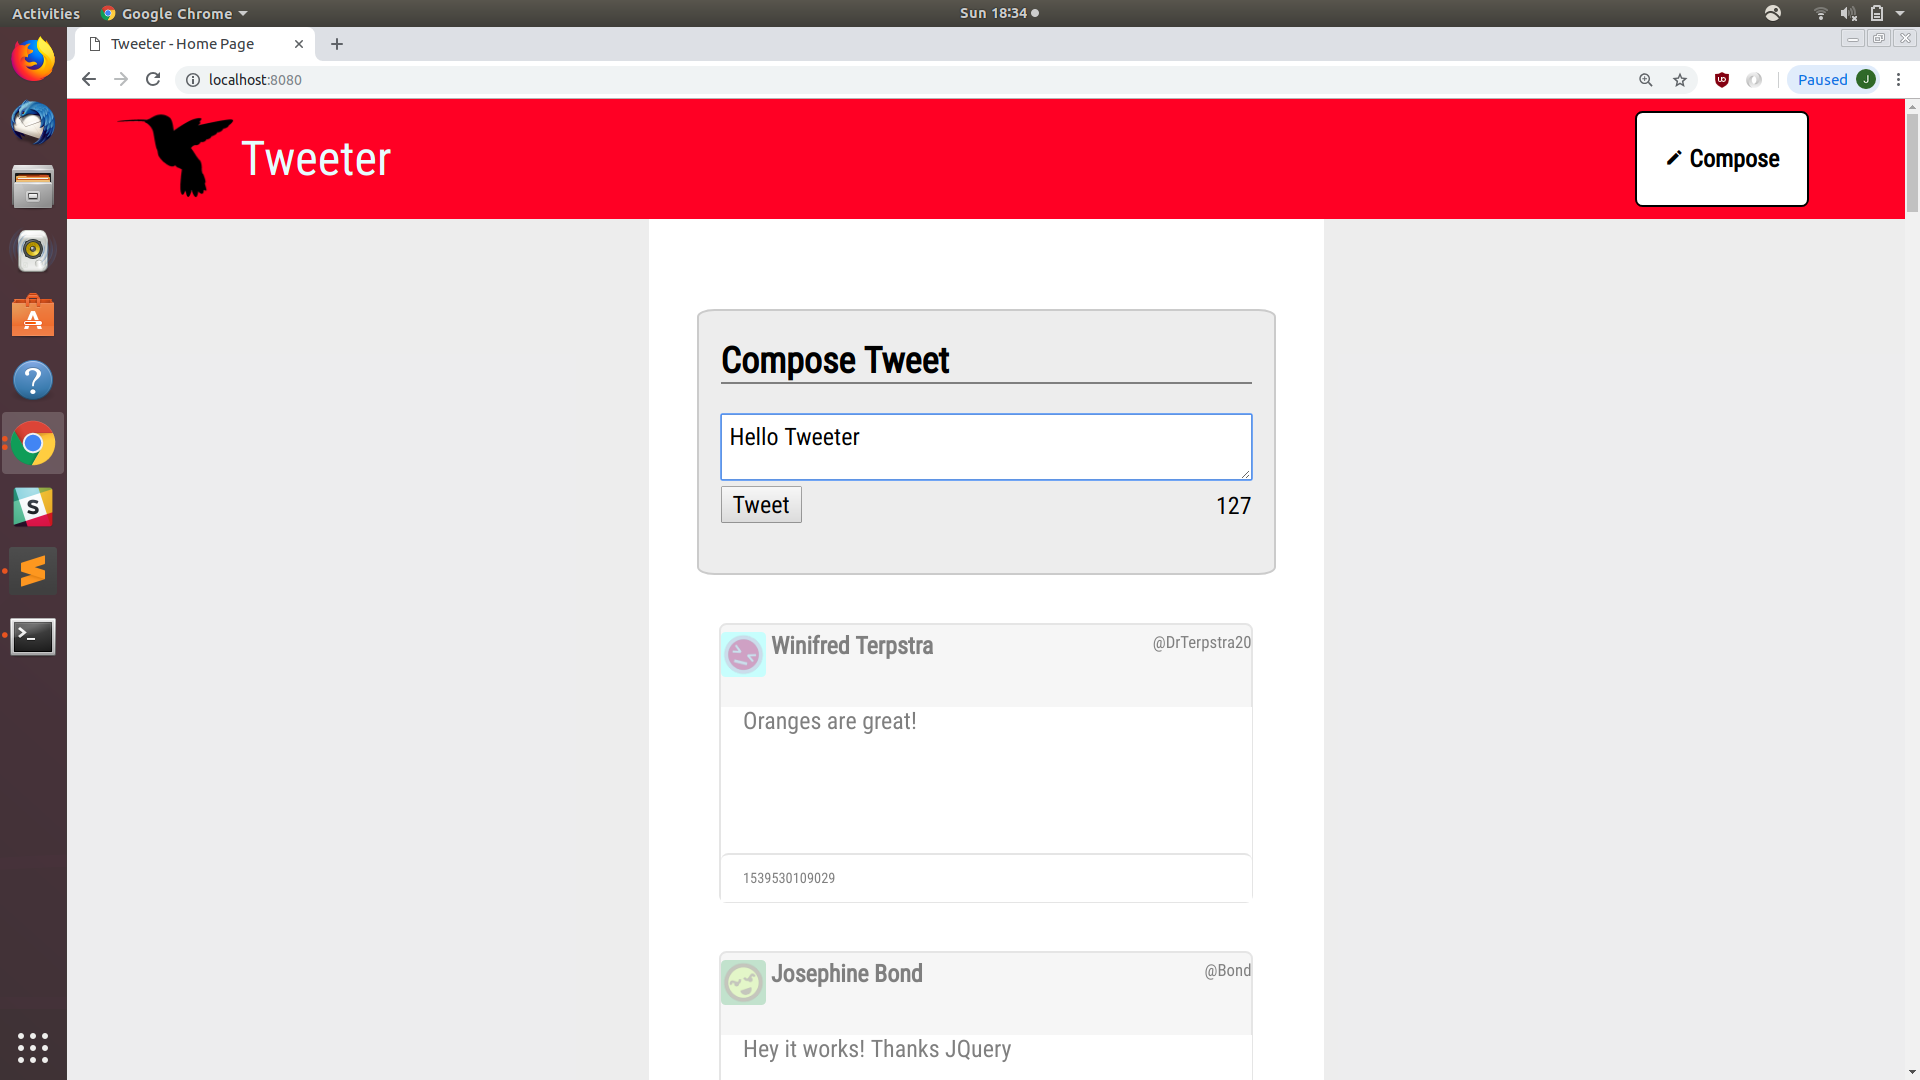 Activities
Google Chrome
Sun 18:34
Tweeter - Home Page
localhost:8080
Paused
J
Tweeter
Compose
Compose Tweet
Hello Tweeter
Tweet
127
Winifred Terpstra
@DrTerpstra20
Oranges are great!
1539530109029
Josephine Bond
@Bond
Hey it works! Thanks JQuery